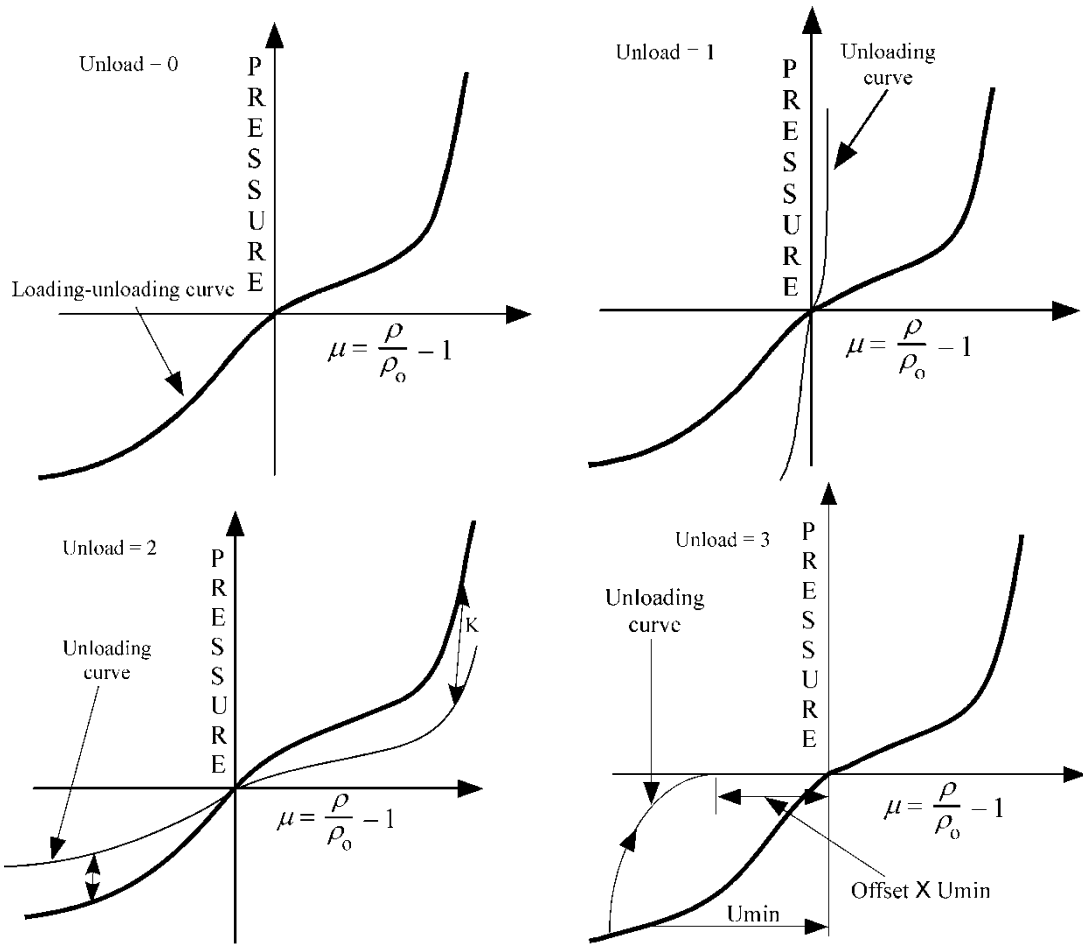 Unload = 0
PRESSURE
Loading-unloading curve
μ = ρ/ρo − 1
Unload = 1
PRESSURE
Unloading
curve
μ = ρ/ρo − 1
Unload = 2
PRESSURE
Unloading
curve
K
μ = ρ/ρo − 1
Unload = 3
PRESSURE
Unloading
curve
μ = ρ/ρo − 1
Offset X Umin
Umin